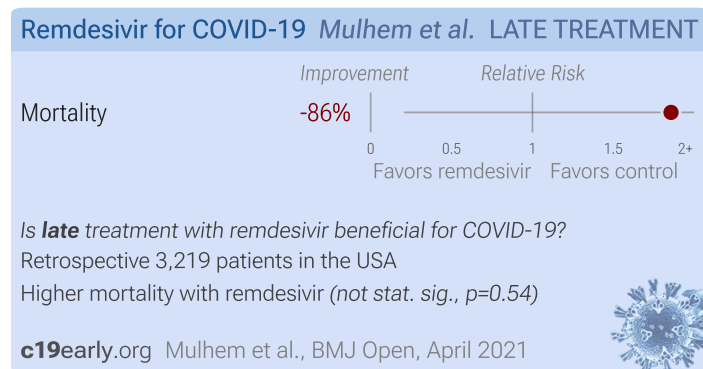 Remdesivir for COVID-19 Mulhem et al. LATE TREATMENT
Improvement Relative Risk
Mortality -86%
0 0.5 1 1.5 2+
Favors remdesivir Favors control
Is late treatment with remdesivir beneficial for COVID-19?
Retrospective 3,219 patients in the USA
Higher mortality with remdesivir (not stat. sig., p=0.54)
c19early.org Mulhem et al., BMJ Open, April 2021